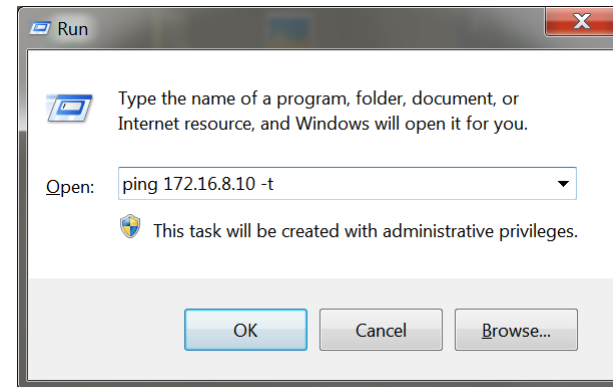 Run
Type the name of a program, folder, document, or
Internet resource, and Windows will open it for you.
Open:
ping 172.16.8.10 -t
This task will be created with administrative privileges.
OK
Cancel
Browse...